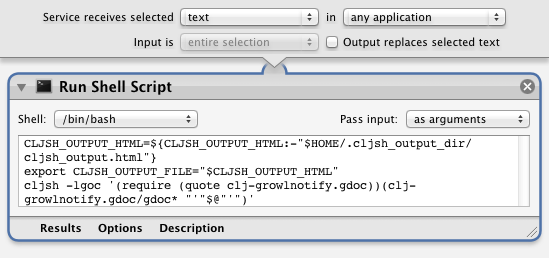 Service receives selected text in any application
Input is entire selection Output replaces selected text
Run Shell Script
Shell: /bin/bash Pass input: as arguments
CLJSH_OUTPUT_HTML=${CLJSH_OUTPUT_HTML:-"$HOME/.cljsh_output_dir/
cljsh_output.html"}
export CLJSH_OUTPUT_FILE="$CLJSH_OUTPUT_HTML"
cljsh -lgoc '(require (quote clj-growlnotify.gdoc))(clj-
growlnotify.gdoc/gdoc* "'"$@"'")'
Results Options Description